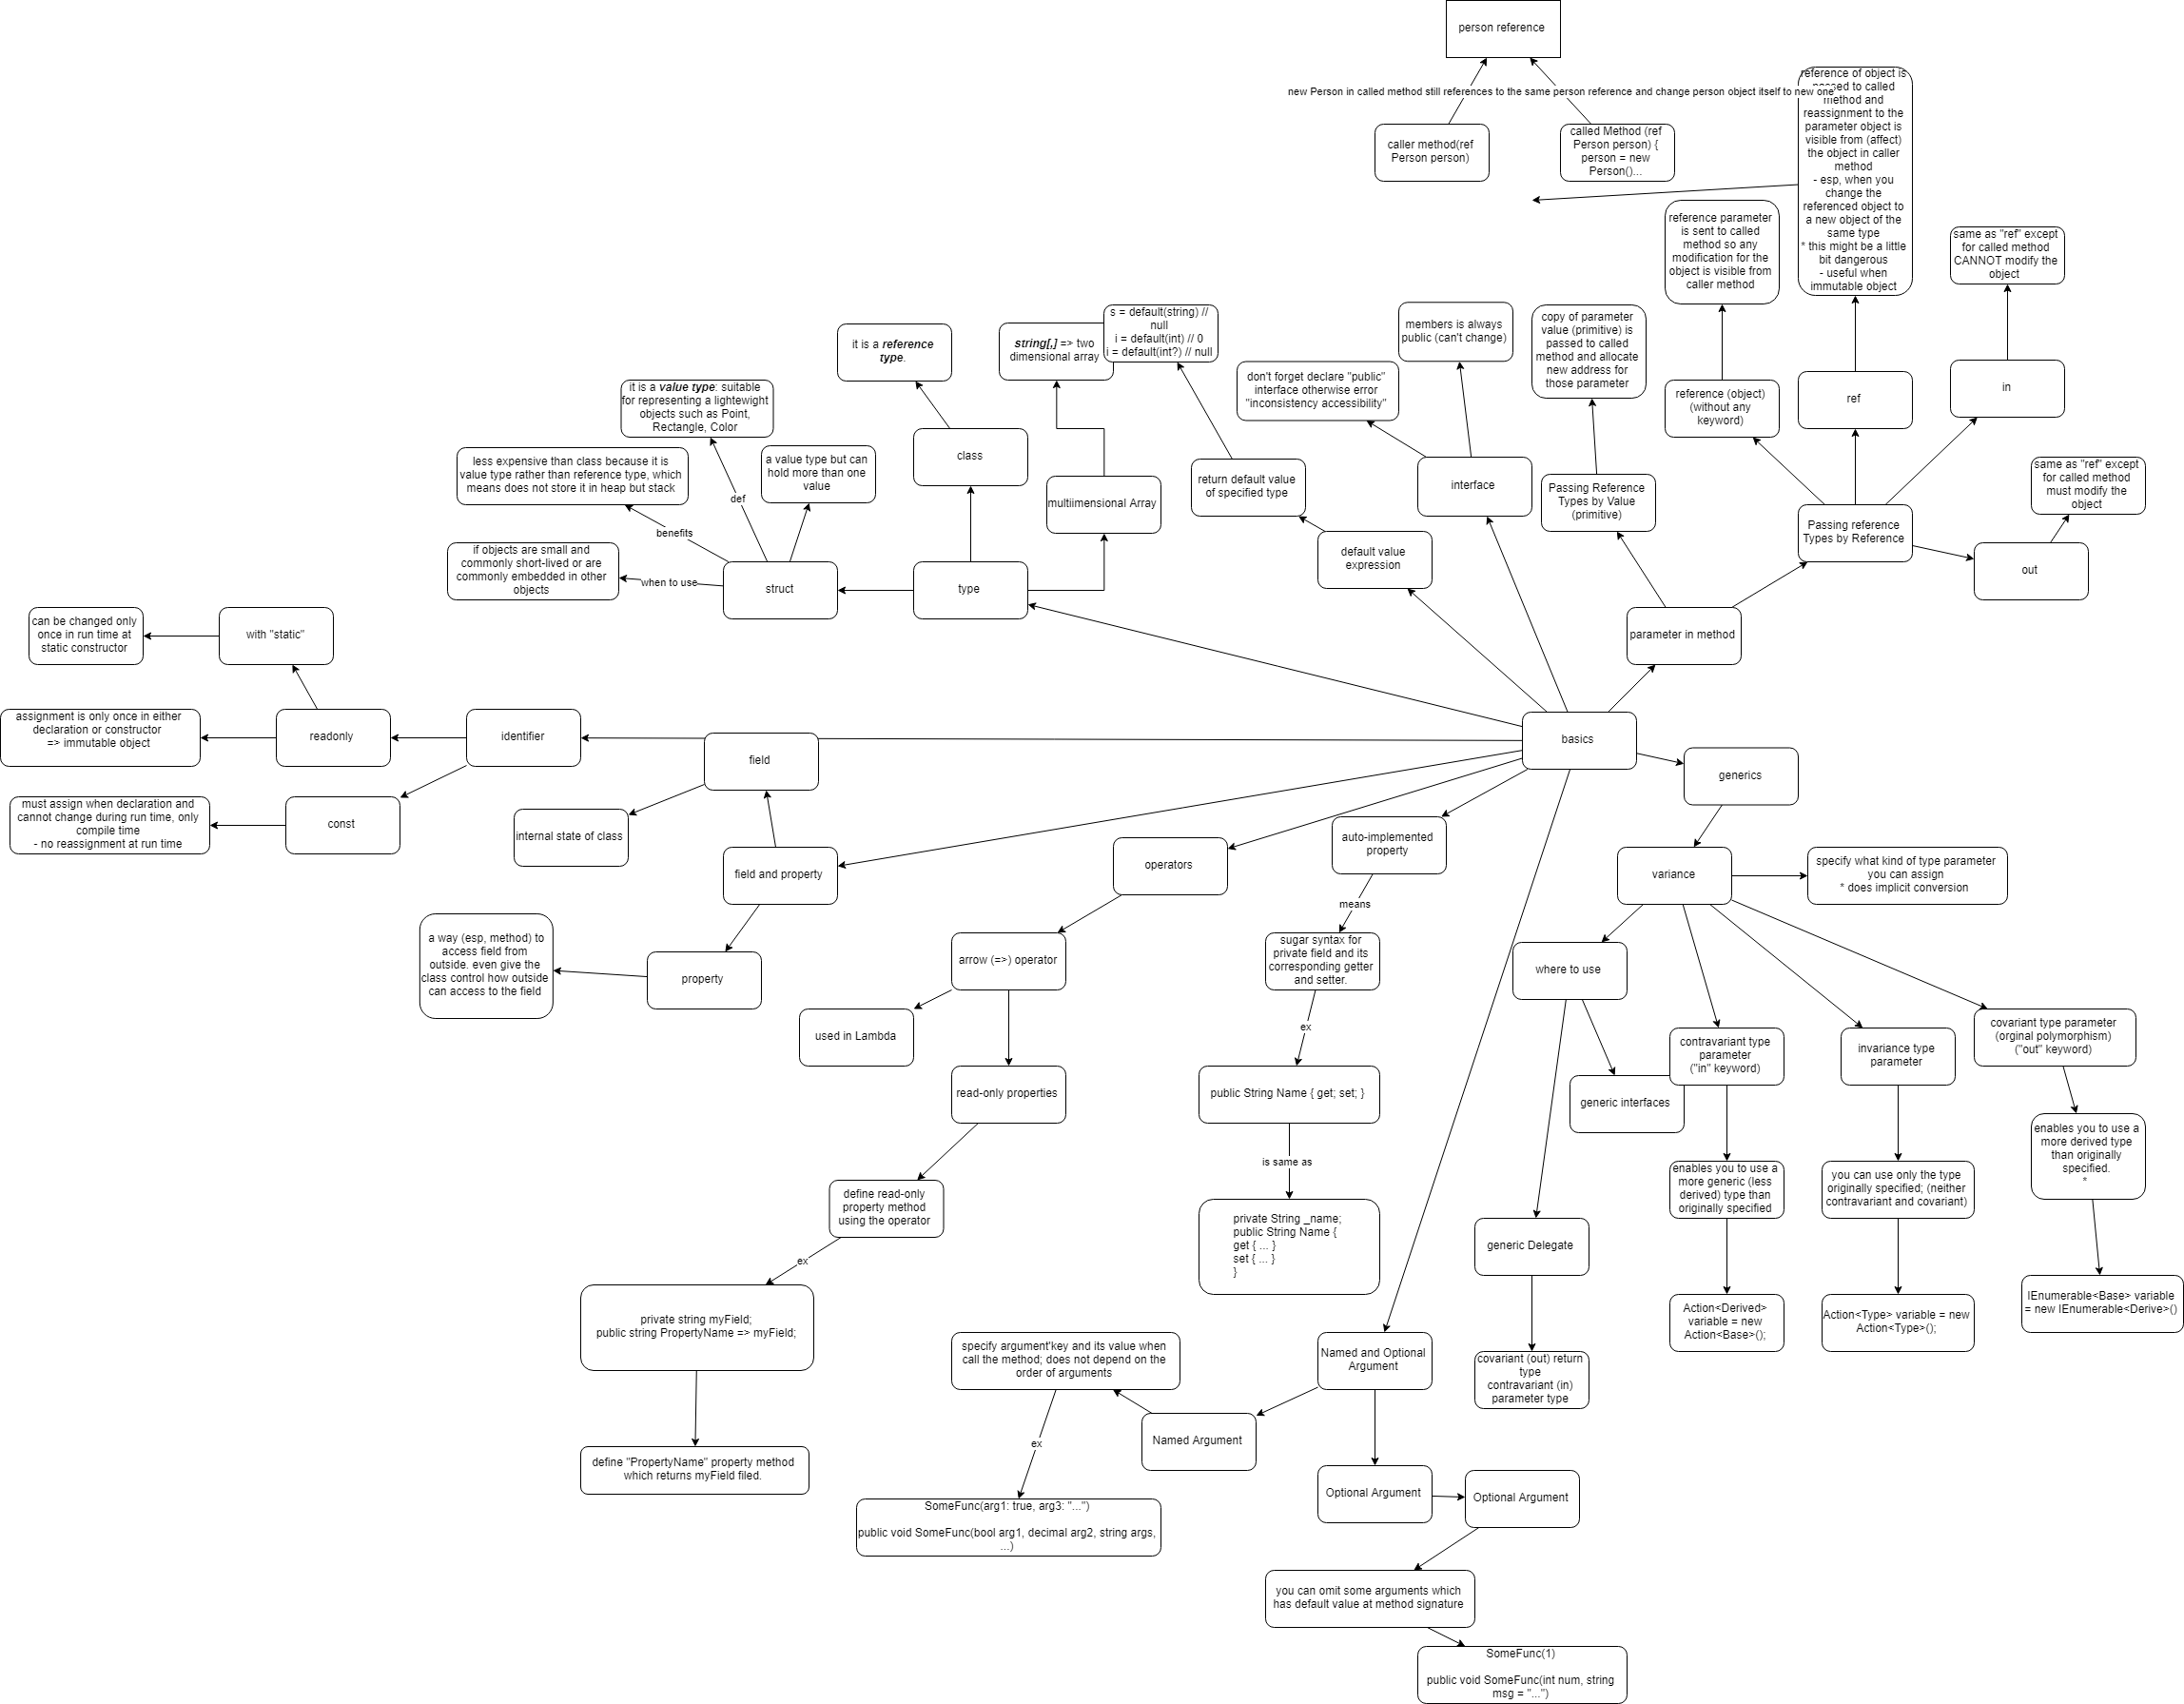 person reference
new Person in called method still references to the same person reference and change person object itself to new one
caller method(ref
Person person)
called Method (ref
Person person) {
person = new
Person()...
reference of object is
passed to called
method and
reassignment to the
parameter object is
visible from (affect)
the object in caller
method
- esp, when you
change the
referenced object to
a new object of the
same type
* this might be a little
bit dangerous
- useful when
immutable object
reference parameter
is sent to called
method so any
modification for the
object is visible from
caller method
same as "ref" except
for called method
CANNOT modify the
object
s = default(string) //
null
i = default(int) // 0
i = default(int?) // null
members is always
public (can't change)
copy of parameter
value (primitive) is
passed to called
method and allocate
new address for
those parameter
it is a reference
type.
string[,] => two
dimensional array
don't forget declare "public"
interface otherwise error
"inconsistency accessibility"
reference (object)
(without any
keyword)
ref
in
it is a value type: suitable
for representing a lightewight
objects such as Point,
Rectangle, Color
less expensive than class because it is
value type rather than reference type, which
means does not store it in heap but stack
a value type but can
hold more than one
value
class
multiimensional Array
return default value
of specified type
interface
Passing Reference
Types by Value
(primitive)
Passing reference
Types by Reference
same as "ref" except
for called method
must modify the
object
def
benefits
if objects are small and
commonly short-lived or are
commonly embedded in other
objects
when to use
struct
type
default value
expression
out
can be changed only
once in run time at
static constructor
with "static"
parameter in method
assignment is only once in either
declaration or constructor
=> immutable object
readonly
identifier
field
basics
generics
must assign when declaration and
cannot change during run time, only
compile time
- no reassignment at run time
const
internal state of class
field and property
operators
auto-implemented
property
variance
specify what kind of type parameter
you can assign
* does implicit conversion
means
a way (esp, method) to
access field from
outside. even give the
class control how outside
can access to the field
property
arrow (=>) operator
sugar syntax for
private field and its
corresponding getter
and setter.
where to use
used in Lambda
ex
contravariant type
parameter
("in" keyword)
invariance type
parameter
covariant type parameter
(orginal polymorphism)
("out" keyword)
read-only properties
public String Name { get; set; }
generic interfaces
is same as
enables you to use a
more generic (less
derived) type than
originally specified
you can use only the type
originally specified; (neither
contravariant and covariant)
enables you to use a
more derived type
than originally
specified.
*
define read-only
property method
using the operator
private String _name;
public String Name {
get { ... }
set { ... }
}
generic Delegate
ex
private string myField;
public string PropertyName => myField;
Action<Derived>
variable = new
Action<Base>();
Action<Type> variable = new
Action<Type>();
IEnumerable<Base> variable
= new IEnumerable<Derive>()
specify argument'key and its value when
call the method; does not depend on the
order of arguments
Named and Optional
Argument
covariant (out) return
type
contravariant (in)
parameter type
ex
Named Argument
define "PropertyName" property method
which returns myField filed.
Optional Argument
Optional Argument
SomeFunc(arg1: true, arg3: "...")
public void SomeFunc(bool arg1, decimal arg2, string args,
...)
you can omit some arguments which
has default value at method signature
SomeFunc(1)
public void SomeFunc(int num, string
msg = "...")